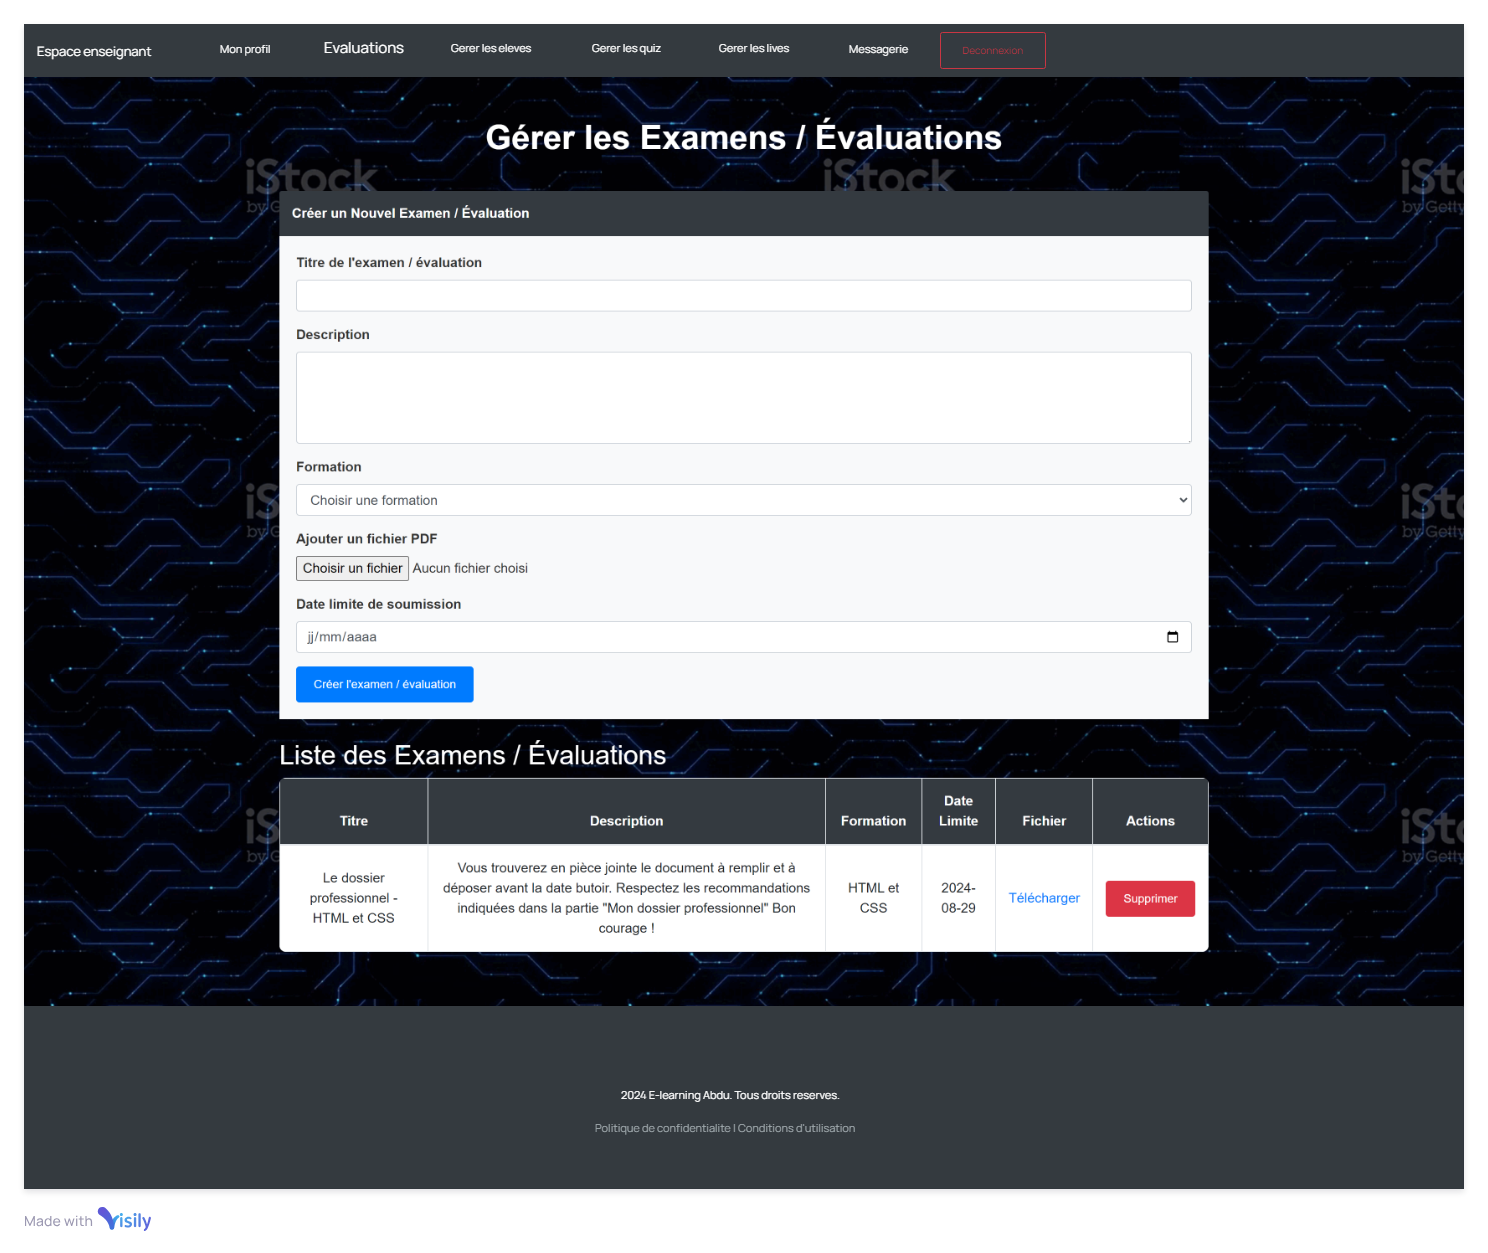 Espace enseignant
Mon profil
Evaluations
Gerer les eleves
Gerer les quiz
Gerer les lives
Messagerie
Deconnexion
Gérer les Examens / Évaluations
iStock
iStock
iStock
by Getty
Créer un Nouvel Examen / Évaluation
Titre de l'examen / évaluation
Description
Formation
Choisir une formation
Ajouter un fichier PDF
Choisir un fichier Aucun fichier choisi
Date limite de soumission
jj/mm/aaaa
Créer l'examen / évaluation
Liste des Examens / Évaluations
Titre
Description
Formation
Date
Limite
Fichier
Actions
Le dossier
professionnel -
HTML et CSS
Vous trouverez en pièce jointe le document à remplir et à
déposer avant la date butoir. Respectez les recommandations
indiquées dans la partie "Mon dossier professionnel" Bon
courage !
HTML et
CSS
2024-
08-29
Télécharger
Supprimer
2024 E-learning Abdu. Tous droits reserves.
Politique de confidentialite | Conditions d'utilisation
Made with Visily